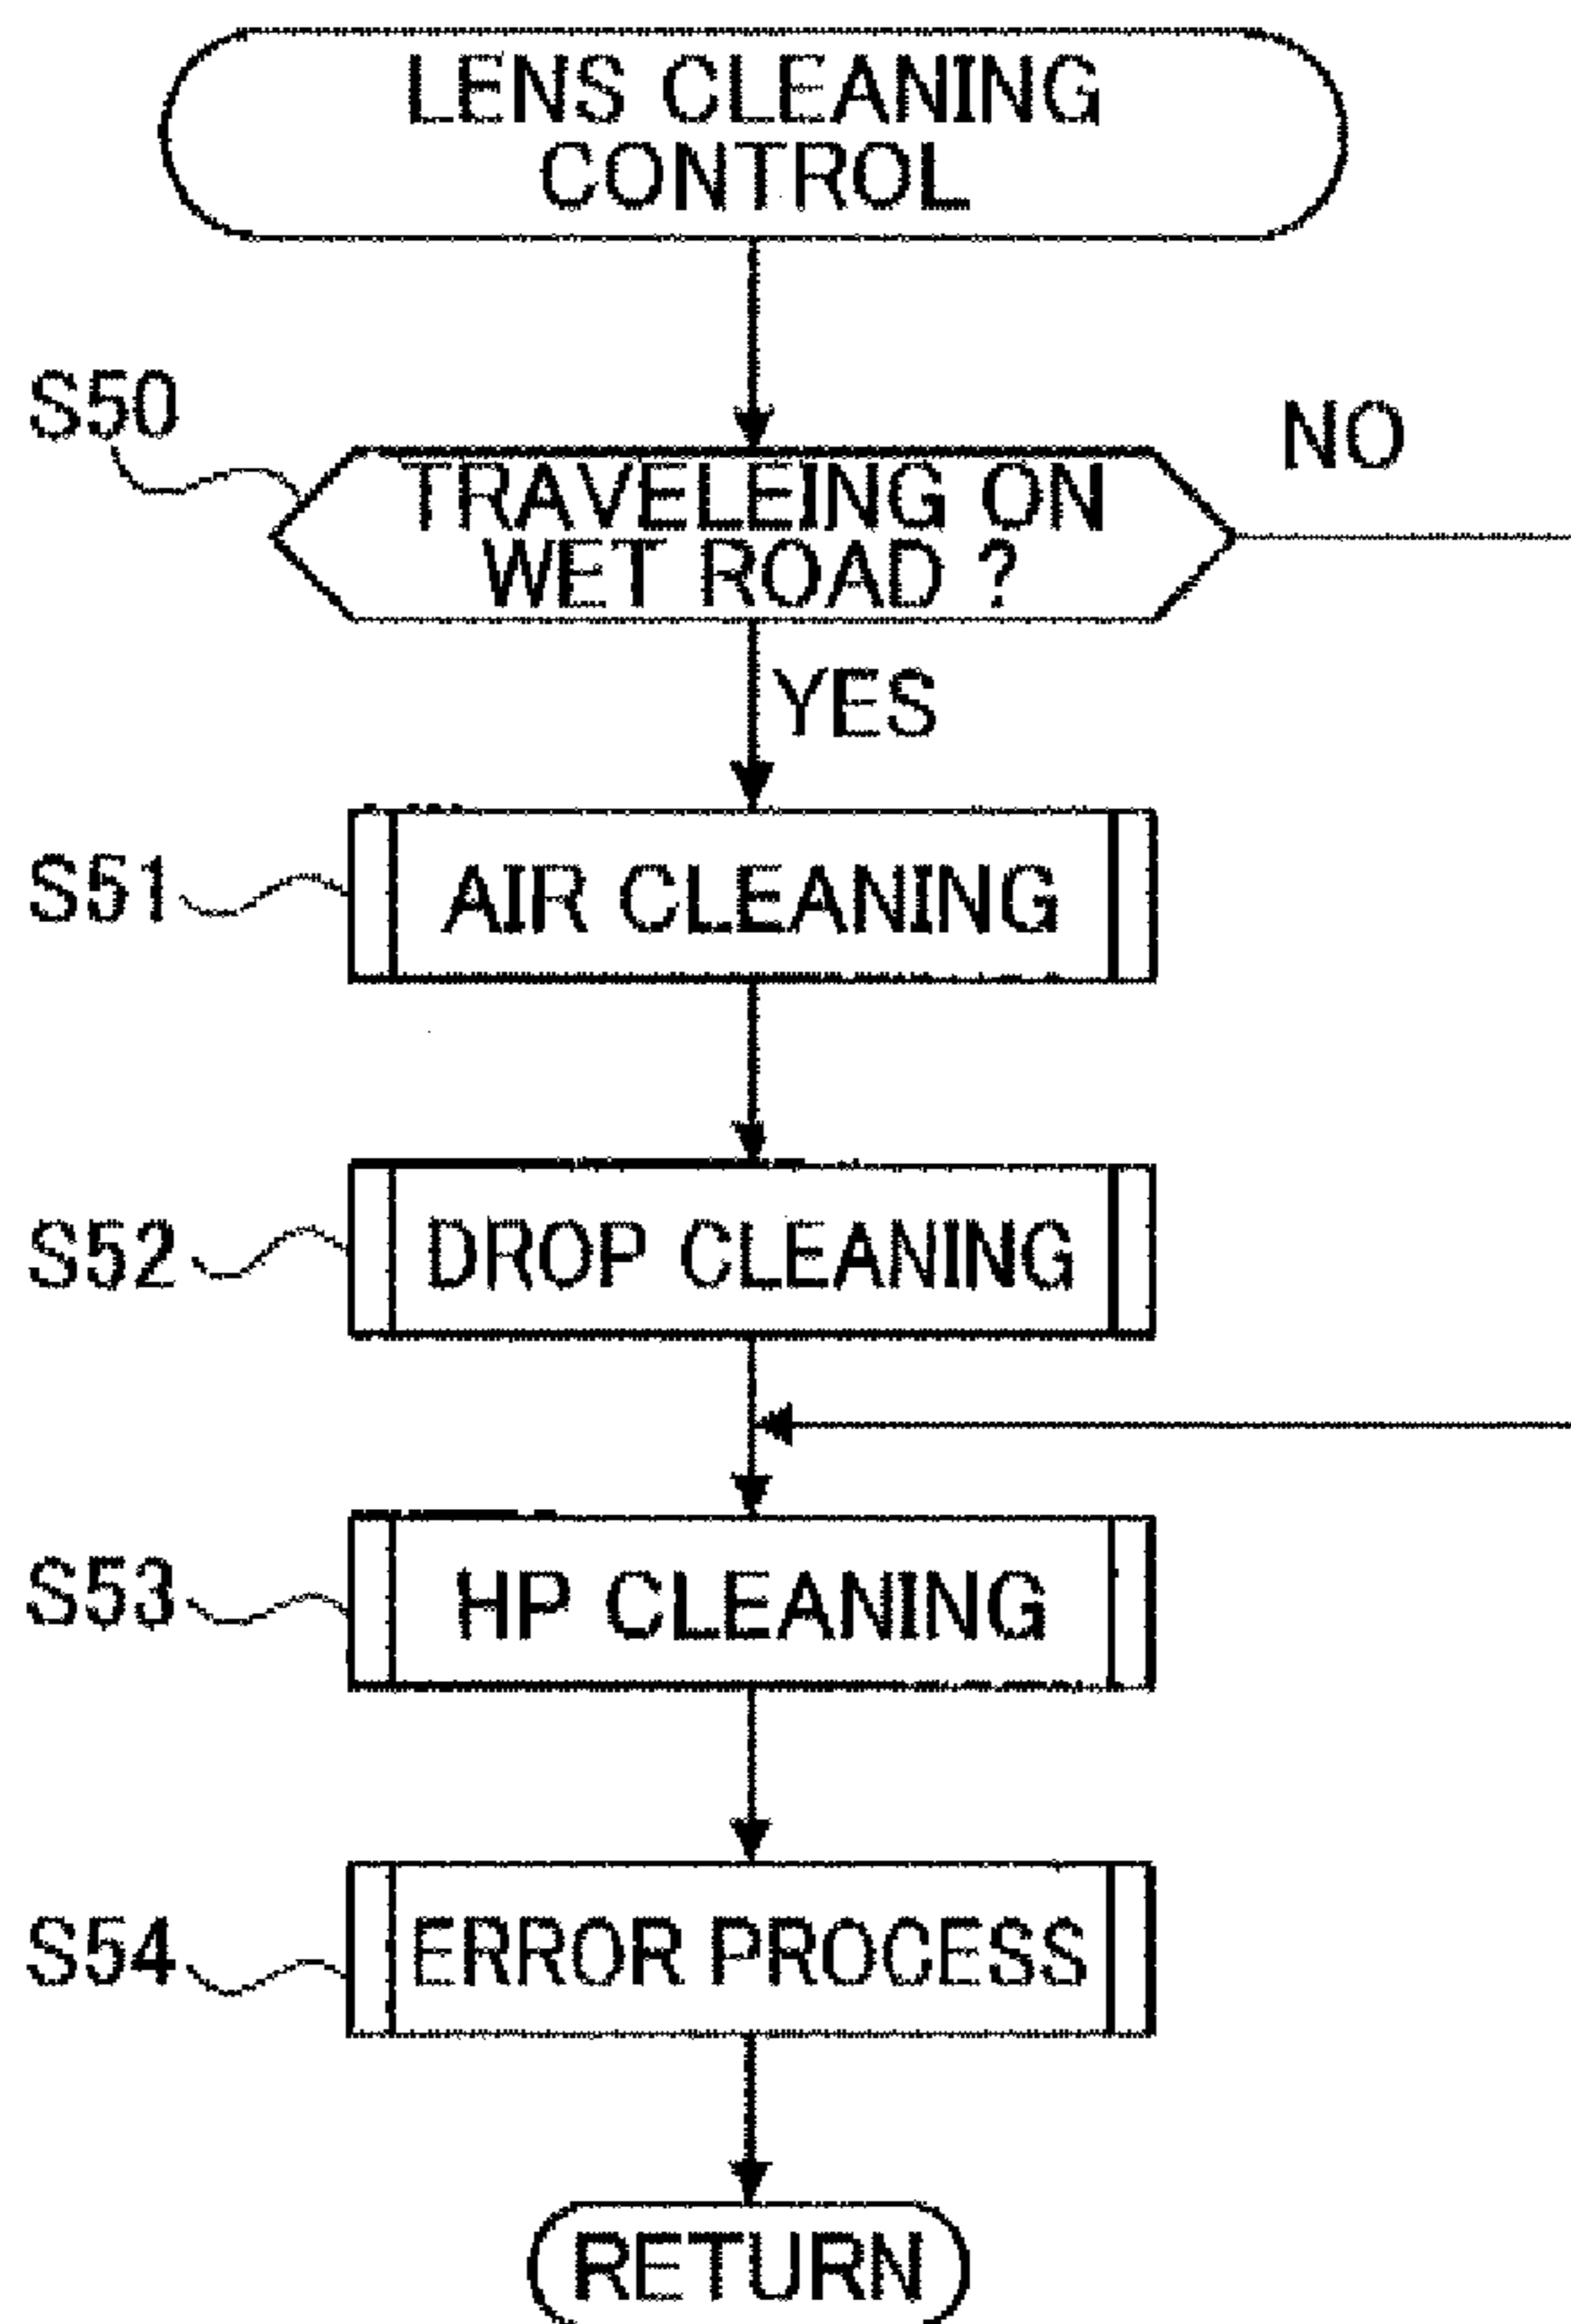 LENS CLEANING
CONTROL
S50
NO
TRAVELEING ON
WET ROAD ?
YES
S51
AIR CLEANING
S52
DROP CLEANING
S53
HP CLEANING
S54
ERROR PROCESS
RETURN